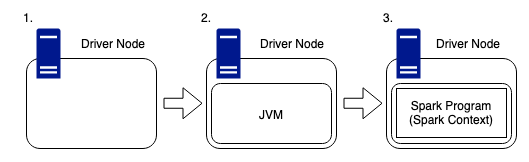 1.
Driver Node
2.
Driver Node
JVM
3.
Driver Node
Spark Program
(Spark Context)